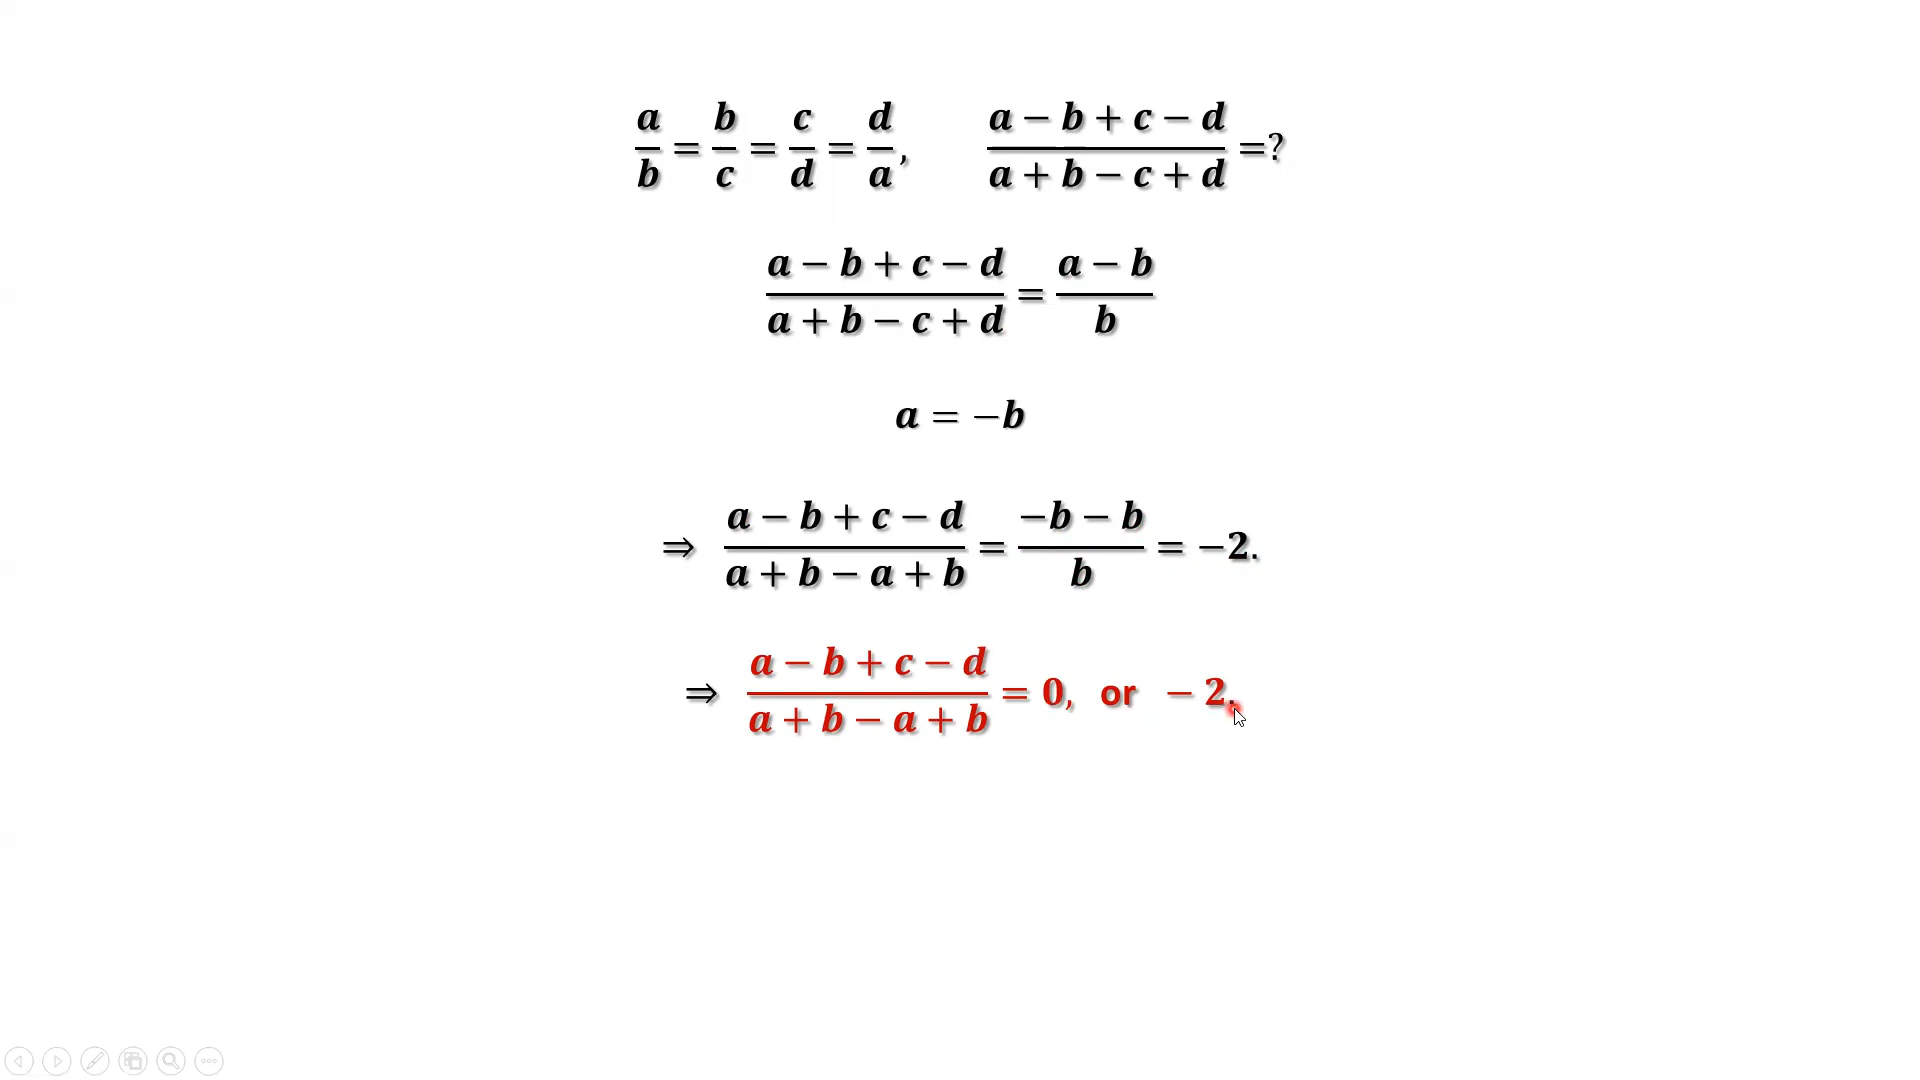 a/b = b/c = c/d = d/a, (a − b + c − d)/(a + b − c + d) =?
(a − b + c − d)/(a + b − c + d) = (a − b)/b
a = −b
⇒ (a − b + c − d)/(a + b − a + b) = (−b − b)/b = −2.
⇒ (a − b + c − d)/(a + b − a + b) = 0, or − 2.